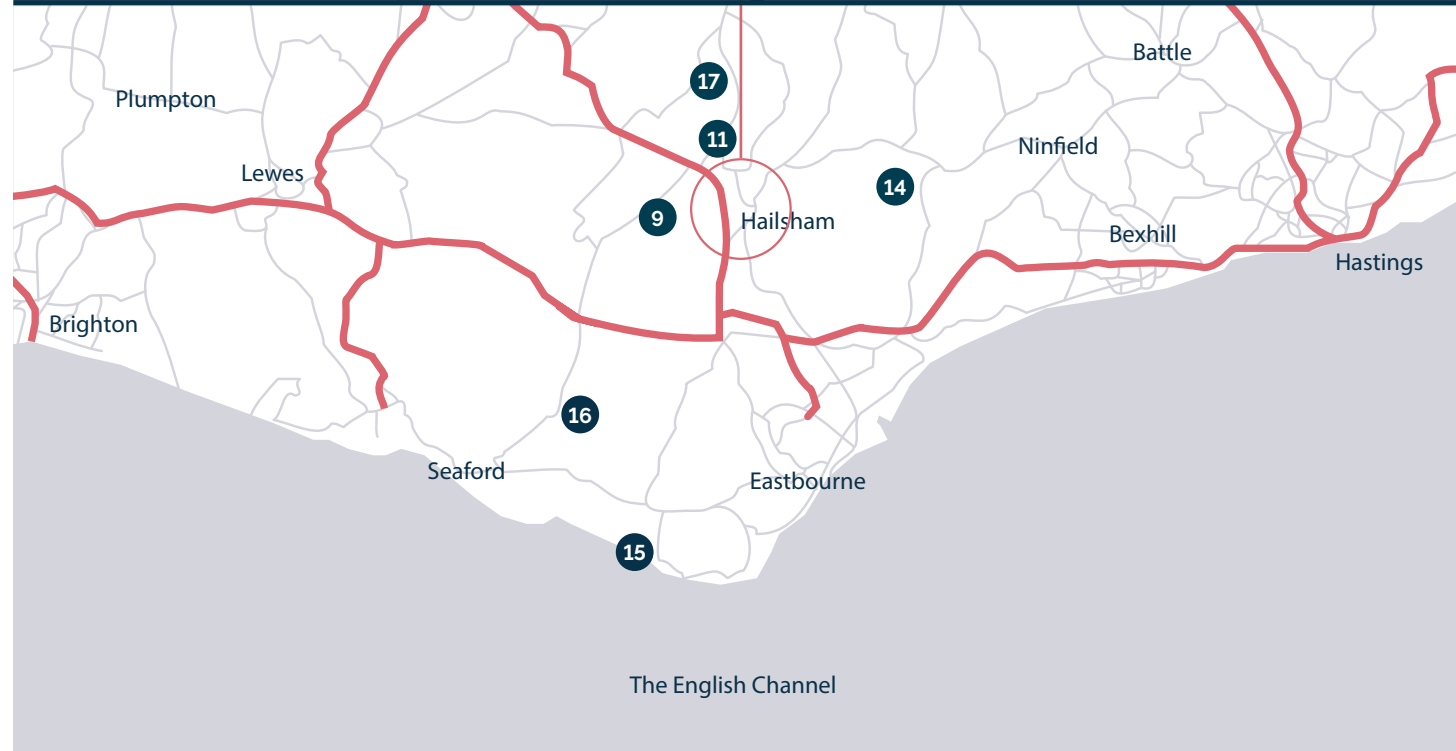 Battle
17
Plumpton
11
Ninfield
Lewes
14
9
Hailsham
Bexhill
Hastings
Brighton
16
Seaford
Eastbourne
15
The English Channel